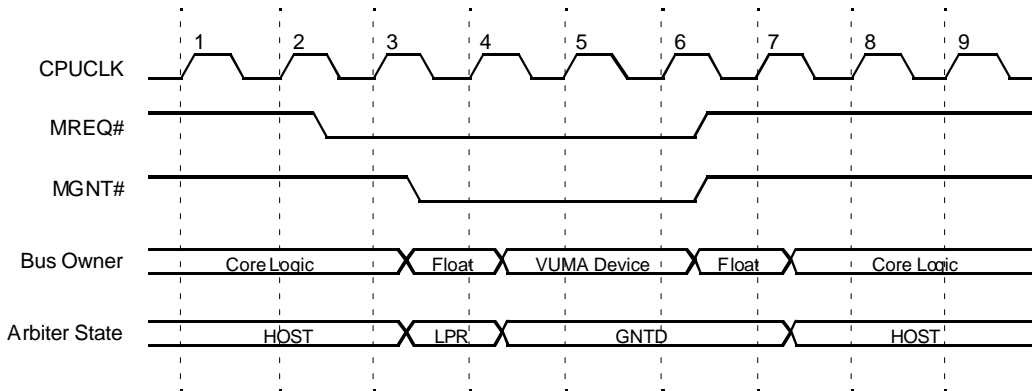 1 2 3 4 5 6 7 8 9
CPUCLK
MREQ#
MGNT#
Bus Owner Core Logic Float VUMA Device Float Core Logic
Arbiter State HOST LPR GNTD HOST